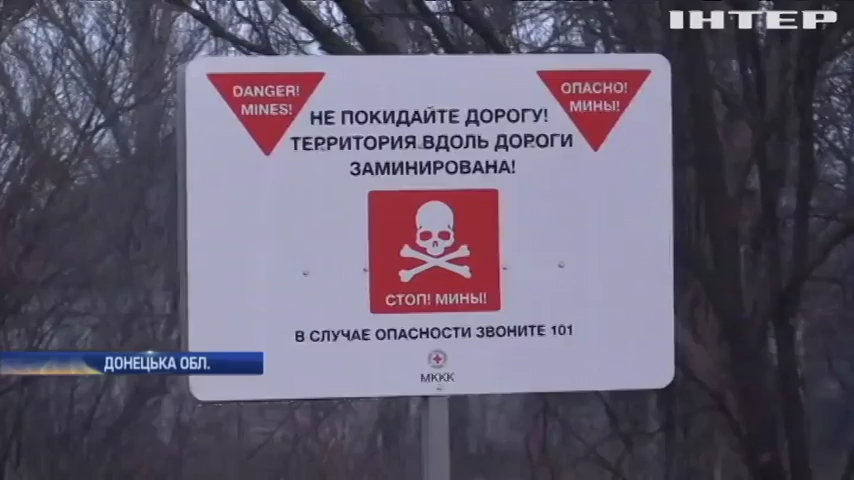 ІНТЕР
DANGER!
MINES!
ОПАСНО!
МИНЫ!
НЕ ПОКИДАЙТЕ ДОРОГУ!
ТЕРРИТОРИЯ ВДОЛЬ ДОРОГИ
ЗАМИНИРОВАНА!
СТОП! МИНЫ!
В СЛУЧАЕ ОПАСНОСТИ ЗВОНИТЕ 101
МККК
ДОНЕЦЬКА ОБЛ.